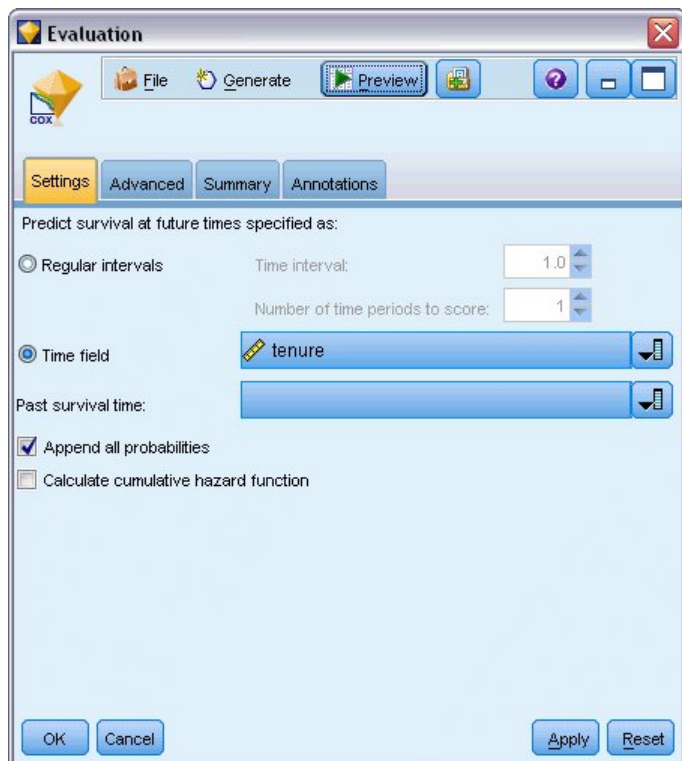 Evaluation
File Generate Preview
COX
Settings Advanced Summary Annotations
Predict survival at future times specified as:
Regular intervals Time interval: 1.0
Number of time periods to score: 1
Time field tenure
Past survival time:
Append all probabilities
Calculate cumulative hazard function
OK Cancel Apply Reset